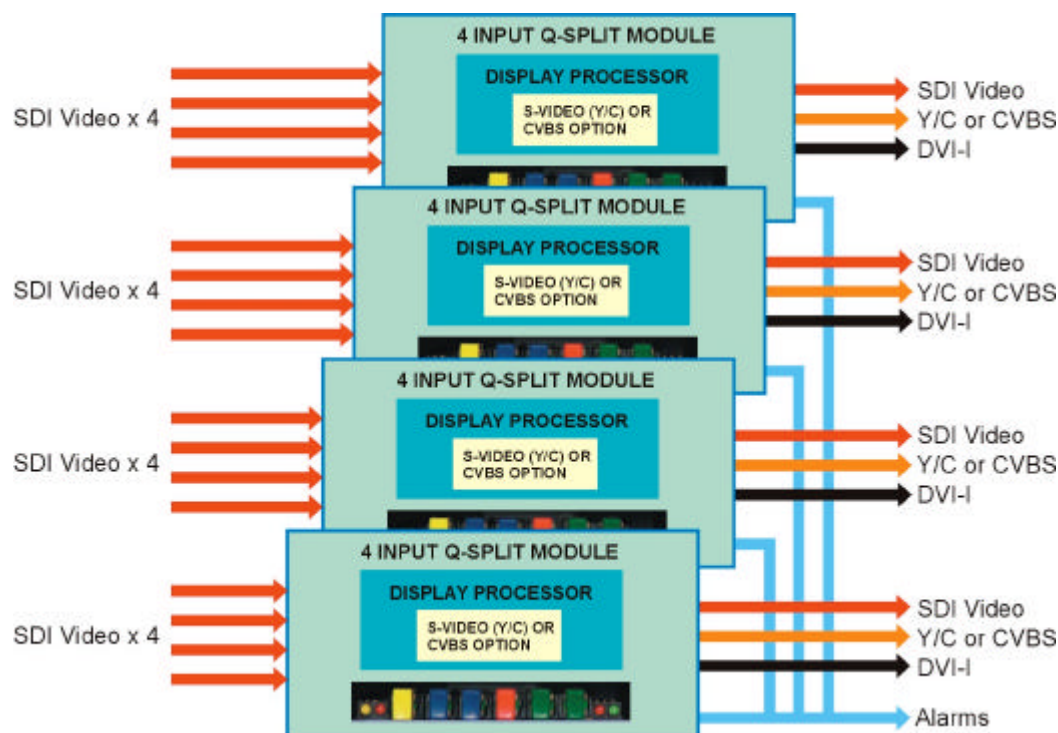 4 INPUT Q-SPLIT MODULE
DISPLAY PROCESSOR
S-VIDEO (Y/C) OR
CVBS OPTION
SDI Video x 4
SDI Video
Y/C or CVBS
DVI-I
4 INPUT Q-SPLIT MODULE
DISPLAY PROCESSOR
S-VIDEO (Y/C) OR
CVBS OPTION
SDI Video x 4
SDI Video
Y/C or CVBS
DVI-I
4 INPUT Q-SPLIT MODULE
DISPLAY PROCESSOR
S-VIDEO (Y/C) OR
CVBS OPTION
SDI Video x 4
SDI Video
Y/C or CVBS
DVI-I
4 INPUT Q-SPLIT MODULE
DISPLAY PROCESSOR
S-VIDEO (Y/C) OR
CVBS OPTION
SDI Video x 4
SDI Video
Y/C or CVBS
DVI-I
Alarms